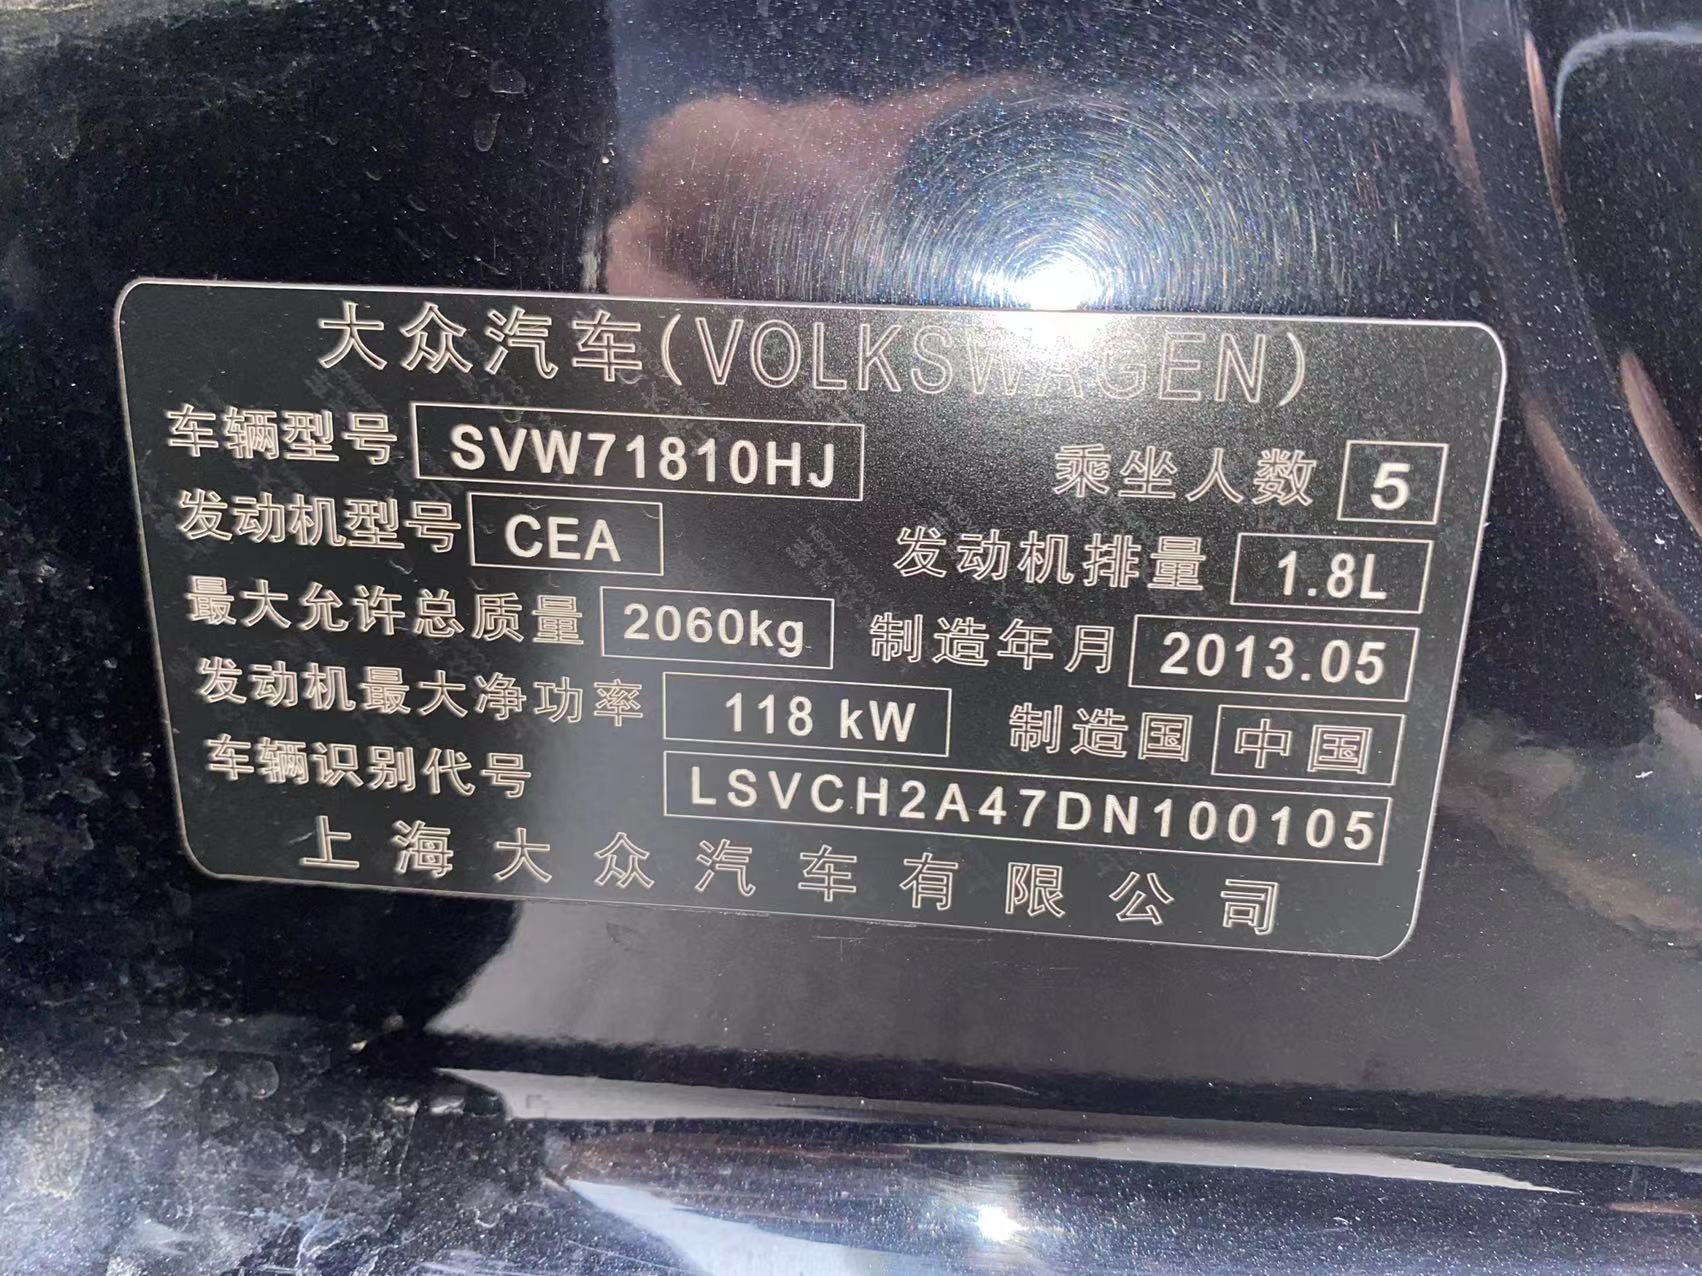 大众汽车(VOLKSWAGEN)
车辆型号 SVW71810HJ 乘坐人数 5
发动机型号 CEA 发动机排量 1.8L
最大允许总质量 2060kg 制造年月 2013.05
发动机最大净功率 118 kW 制造国 中国
车辆识别代号 LSVCH2A47DN100105
上海大众汽车有限公司